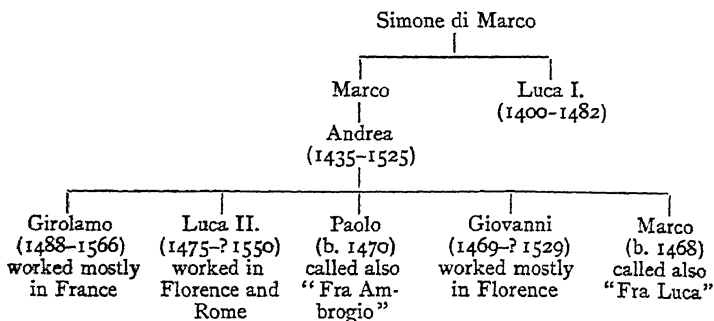 Simone di Marco
Marco
Luca I.
(1400–1482)
Andrea
(1435–1525)
Girolamo
(1488–1566)
worked mostly
in France
Luca II.
(1475–? 1550)
worked in
Florence and
Rome
Paolo
(b. 1470)
called also
“Fra Am-
brogio”
Giovanni
(1469–? 1529)
worked mostly
in Florence
Marco
(b. 1468)
called also
“Fra Luca”